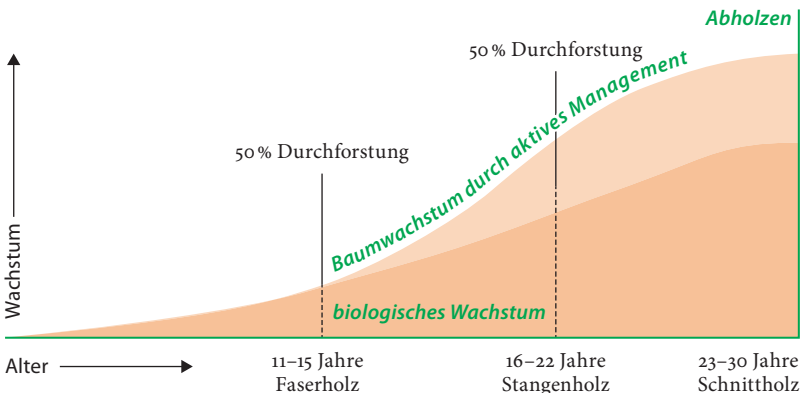 Abholzen
50 % Durchforstung
Baumwachstum durch aktives Management
50 % Durchforstung
Wachstum
biologisches Wachstum
Alter
11–15 Jahre
Faserholz
16–22 Jahre
Stangenholz
23–30 Jahre
Schnittholz